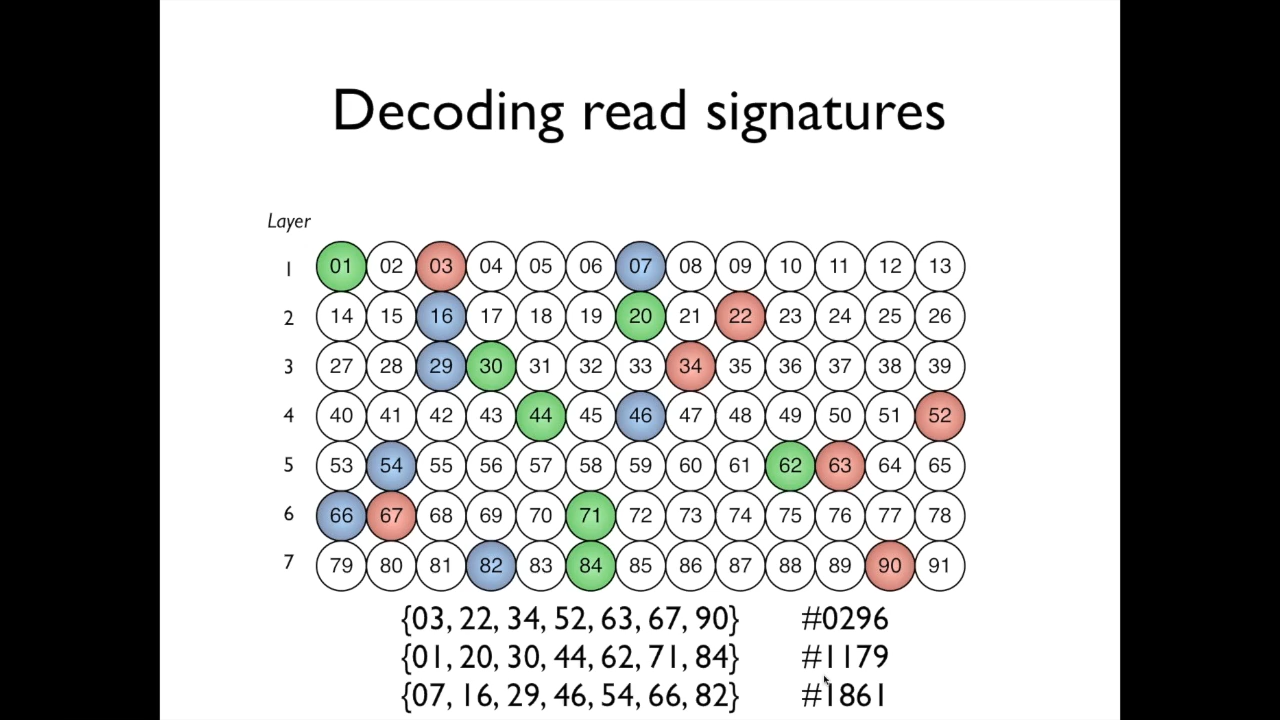 Decoding read signatures
Layer
1 01 02 03 04 05 06 07 08 09 10 11 12 13
2 14 15 16 17 18 19 20 21 22 23 24 25 26
3 27 28 29 30 31 32 33 34 35 36 37 38 39
4 40 41 42 43 44 45 46 47 48 49 50 51 52
5 53 54 55 56 57 58 59 60 61 62 63 64 65
6 66 67 68 69 70 71 72 73 74 75 76 77 78
7 79 80 81 82 83 84 85 86 87 88 89 90 91
{03, 22, 34, 52, 63, 67, 90} #0296
{01, 20, 30, 44, 62, 71, 84} #1179
{07, 16, 29, 46, 54, 66, 82} #1861